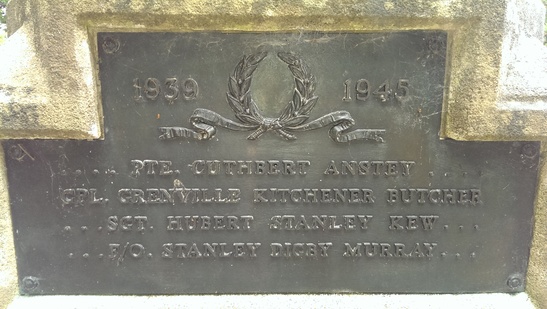 1939 1945
.... PTE. CUTHBERT ANSTEY ....
CPL. GRENVILLE KITCHENER BUTCHER
...SGT. HUBERT STANLEY KEW...
...F/O. STANLEY DIGBY MURRAY...